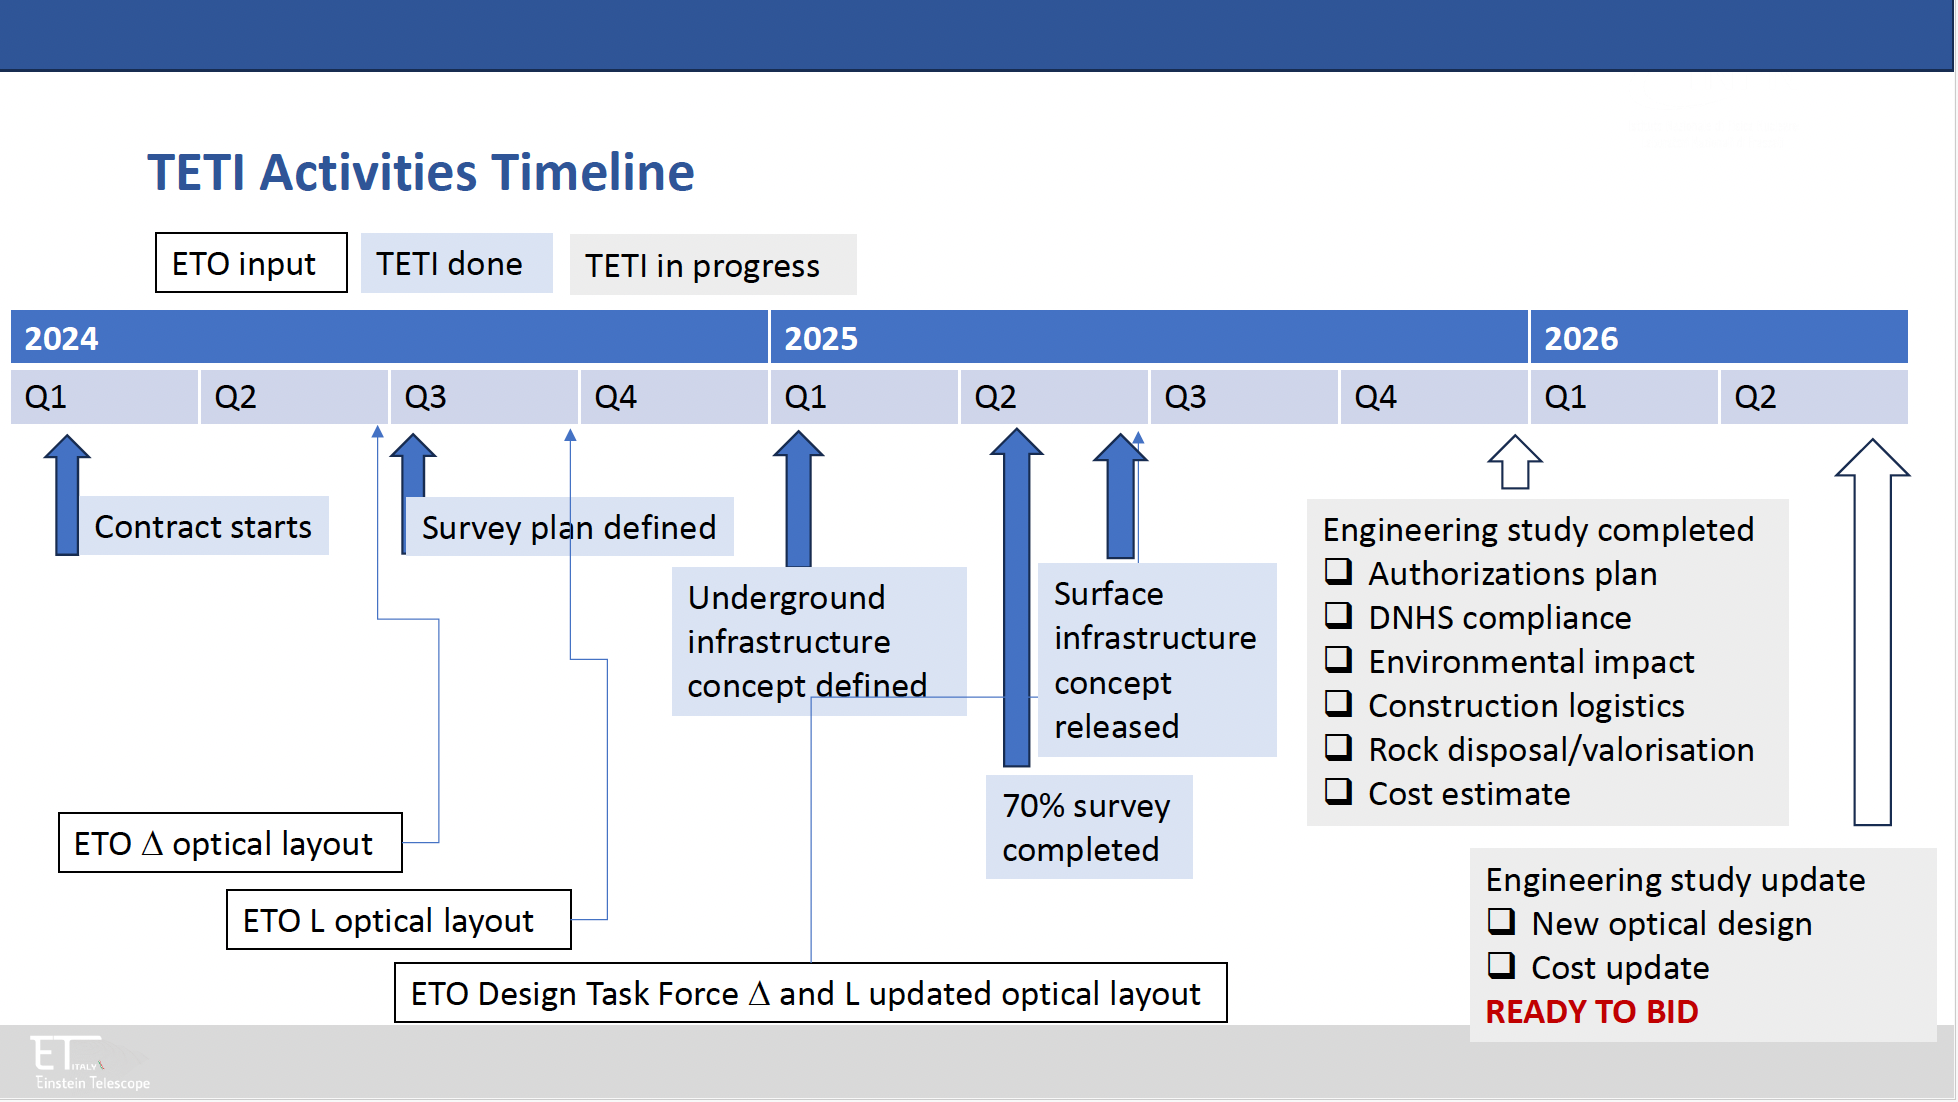 TETI Activities Timeline
ETO input
TETI done
TETI in progress
2024
2025
2026
Q1
Q2
Q3
Q4
Q1
Q2
Q3
Q4
Q1
Q2
Contract starts
Survey plan defined
Underground
infrastructure
concept defined
Surface
infrastructure
concept
released
70% survey
completed
Engineering study completed
❑ Authorizations plan
❑ DNHS compliance
❑ Environmental impact
❑ Construction logistics
❑ Rock disposal/valorisation
❑ Cost estimate
ETO Δ optical layout
ETO L optical layout
ETO Design Task Force Δ and L updated optical layout
Engineering study update
❑ New optical design
❑ Cost update
READY TO BID
ET
ITALY
Einstein Telescope